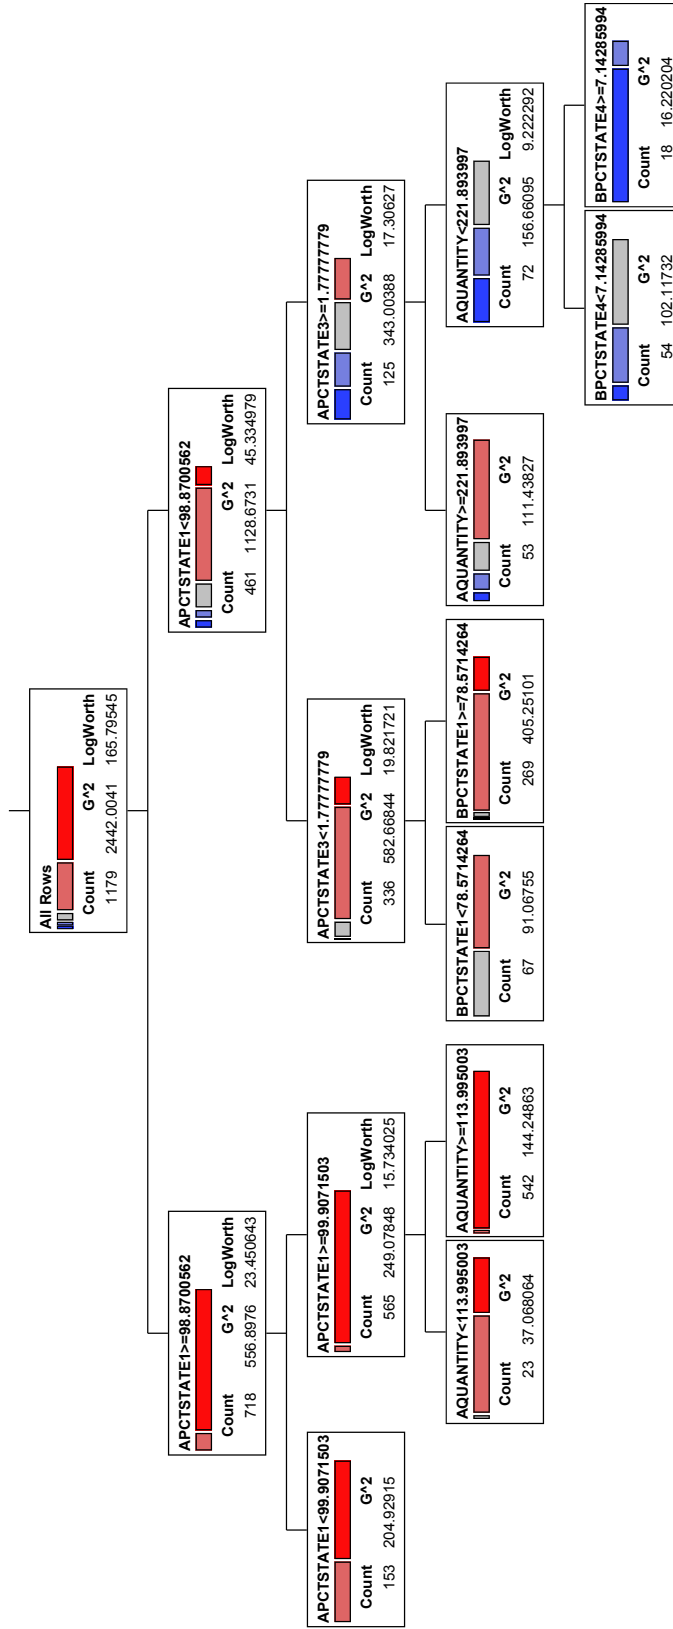 All Rows
Count G^2 LogWorth
1179 2442.0041 165.79545
APCTSTATE1>=98.8700562
Count G^2 LogWorth
718 556.8976 23.450643
APCTSTATE1<98.8700562
Count G^2 LogWorth
461 1128.6731 45.334979
APCTSTATE1<99.9071503
Count G^2
153 204.92915
APCTSTATE1>=99.9071503
Count G^2 LogWorth
565 249.07848 15.734025
APCTSTATE3<1.77777779
Count G^2 LogWorth
336 582.66844 19.821721
APCTSTATE3>=1.77777779
Count G^2 LogWorth
125 343.00388 17.30627
AQUANTITY<113.995003
Count G^2
23 37.068064
AQUANTITY>=113.995003
Count G^2
542 144.24863
BPCTSTATE1<78.5714264
Count G^2
67 91.06755
BPCTSTATE1>=78.5714264
Count G^2
269 405.25101
AQUANTITY>=221.893997
Count G^2
53 111.43827
AQUANTITY<221.893997
Count G^2 LogWorth
72 156.66095 9.222292
BPCTSTATE4<7.14285994
Count G^2
54 102.11732
BPCTSTATE4>=7.14285994
Count G^2
18 16.220204